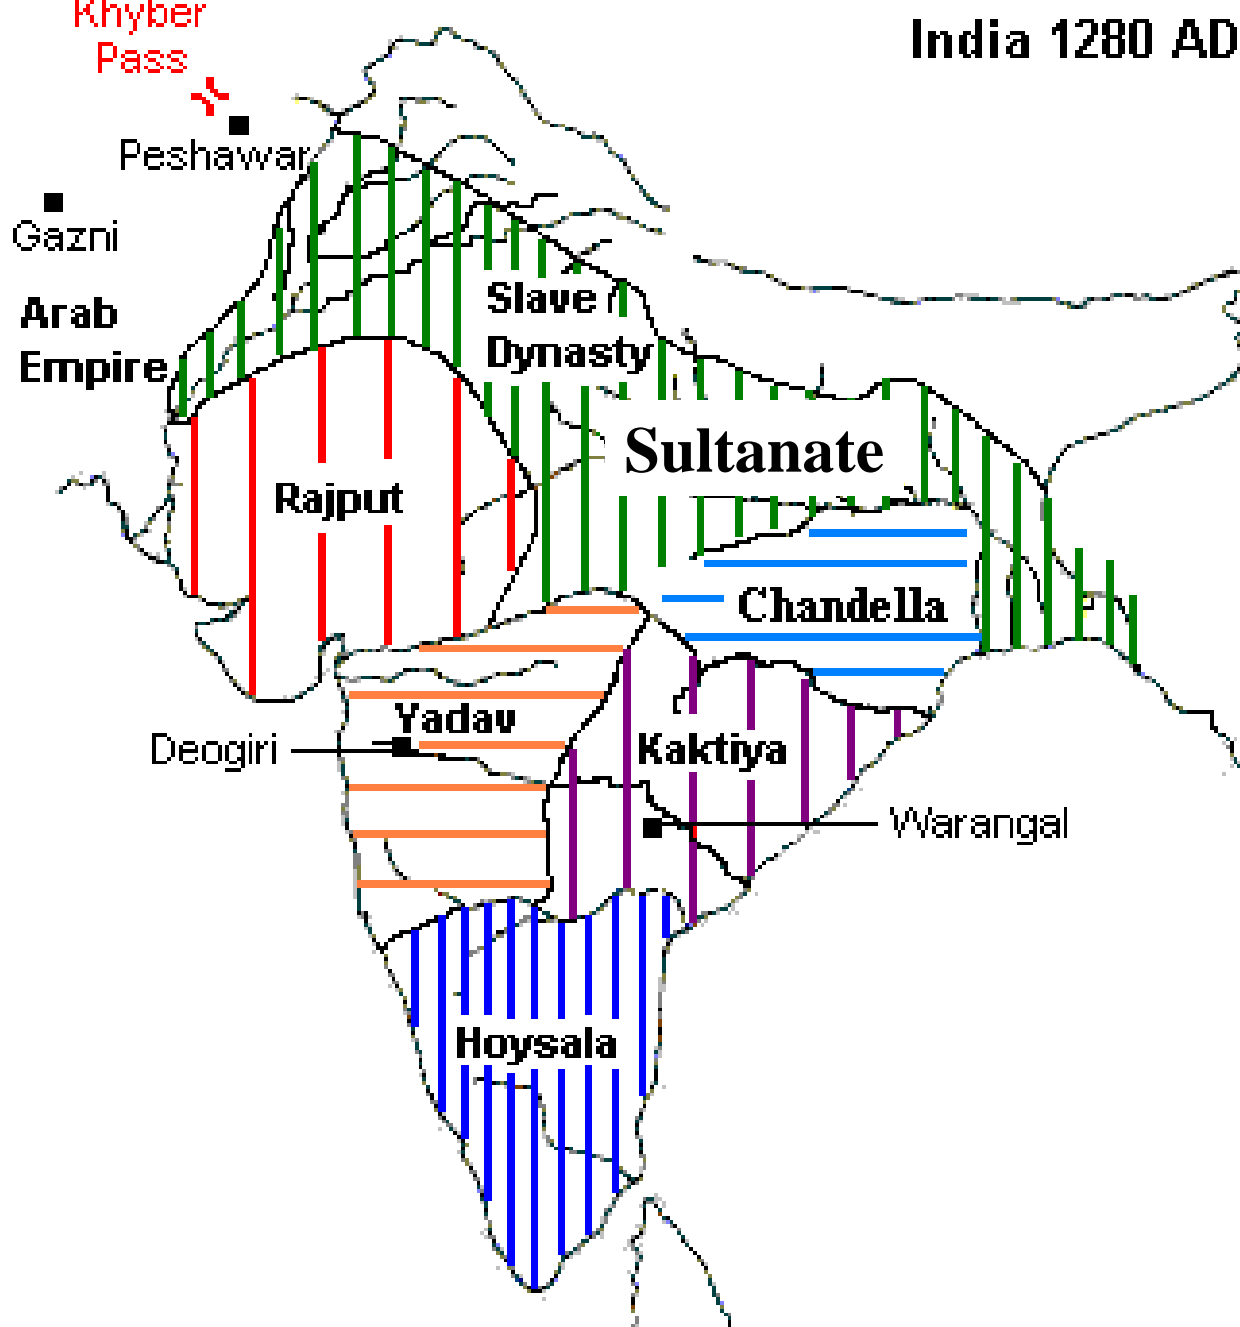 Khyber
Pass
India 1280 AD
Peshawar
Gazni
Arab
Empire
Slave
Dynasty
Sultanate
Rajput
Chandella
Yadav
Deogiri
Kaktiya
Warangal
Hoysala